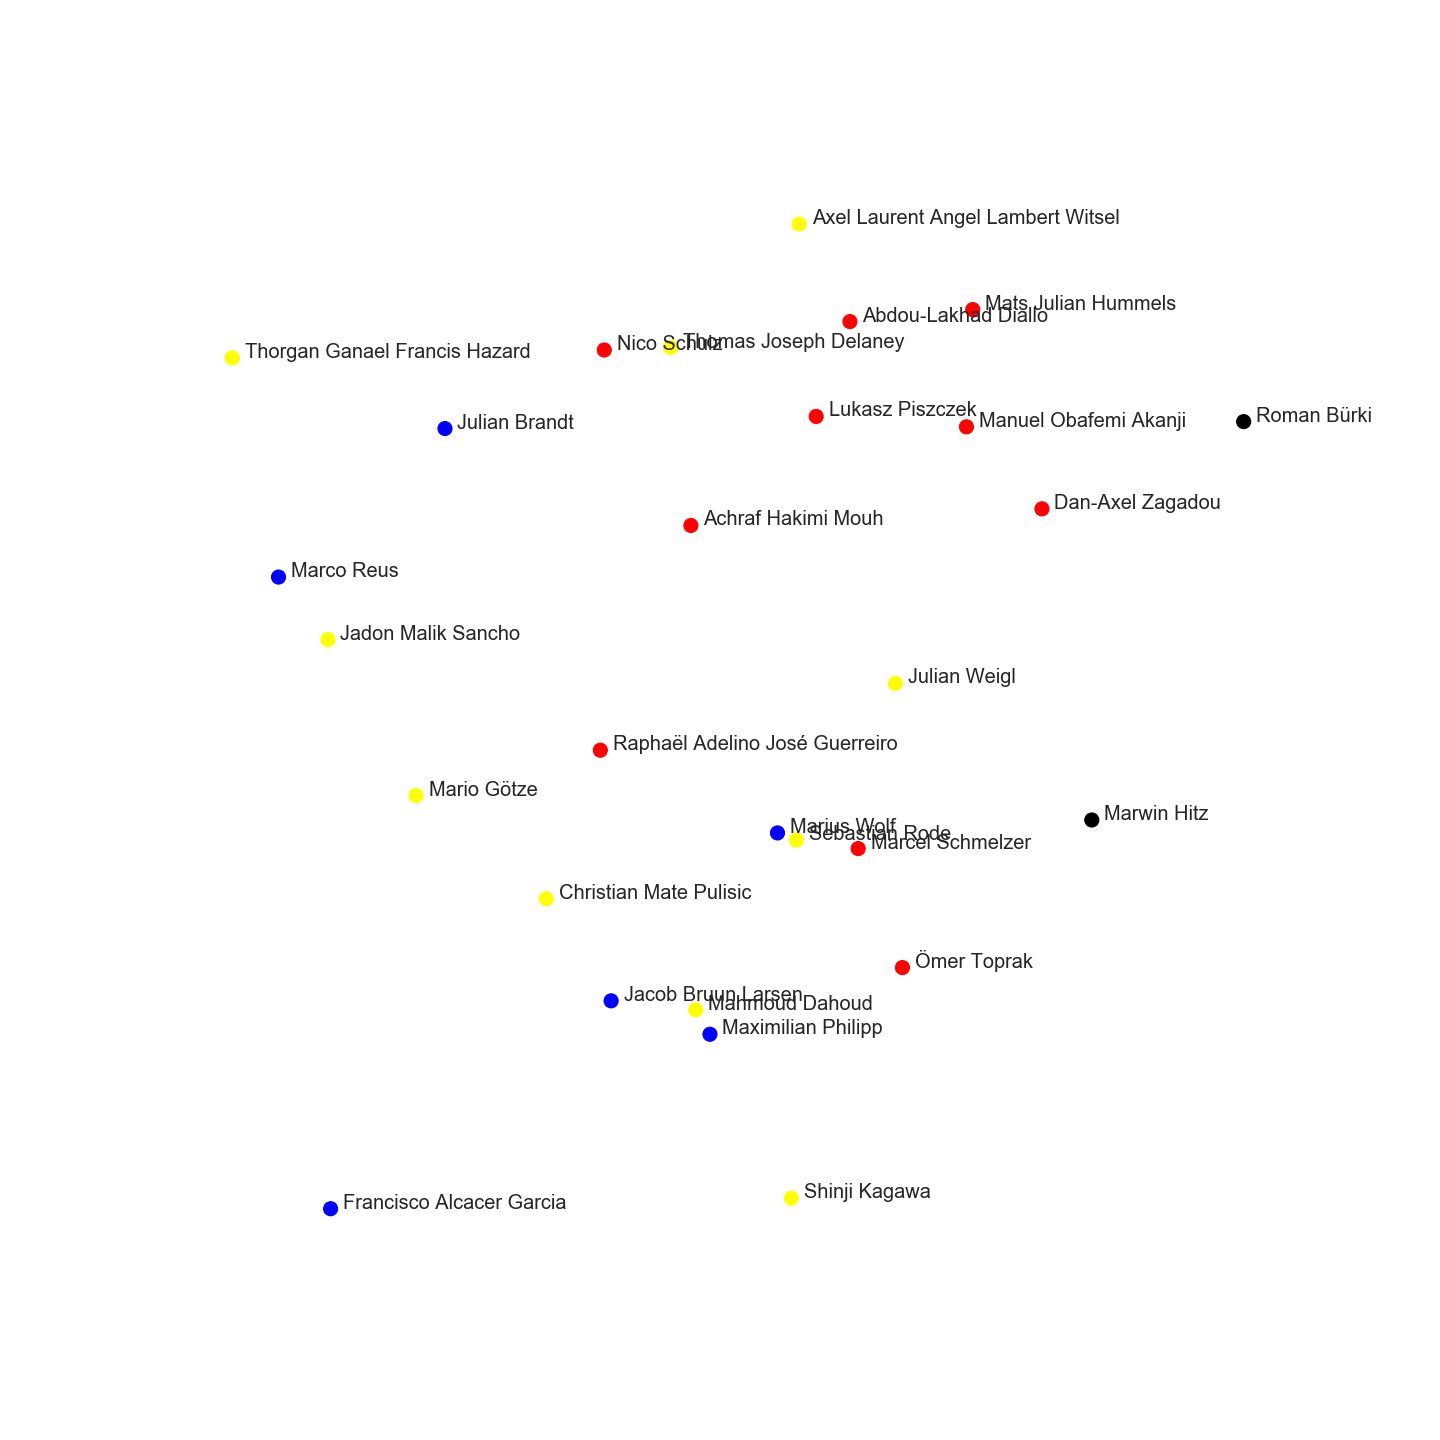 Axel Laurent Angel Lambert Witsel
Mats Julian Hummels
Abdou-Lakhad Diallo
Nico Schulz
Thomas Joseph Delaney
Thorgan Ganael Francis Hazard
Lukasz Piszczek
Roman Bürki
Manuel Obafemi Akanji
Julian Brandt
Dan-Axel Zagadou
Achraf Hakimi Mouh
Marco Reus
Jadon Malik Sancho
Julian Weigl
Raphaël Adelino José Guerreiro
Mario Götze
Marwin Hitz
Marius Wolf
Sebastian Rode
Marcel Schmelzer
Christian Mate Pulisic
Ömer Toprak
Jacob Bruun Larsen
Mahmoud Dahoud
Maximilian Philipp
Shinji Kagawa
Francisco Alcacer Garcia